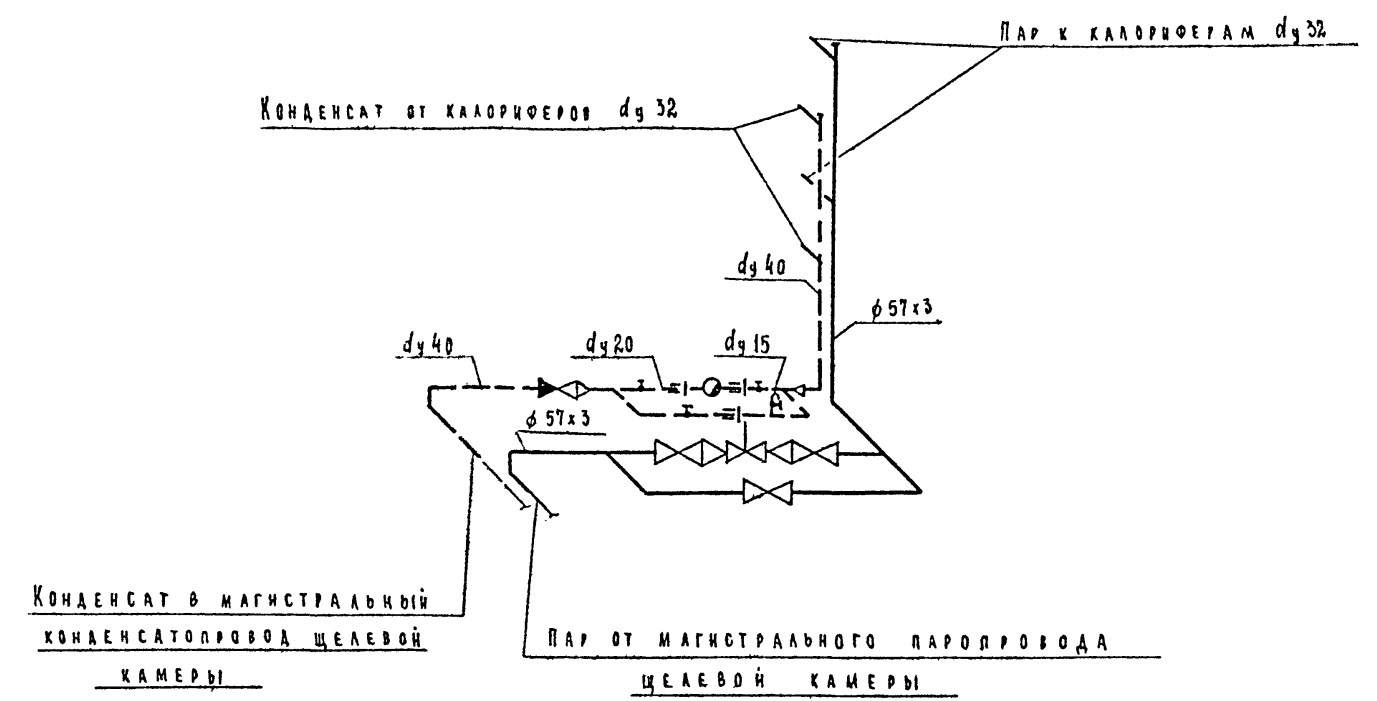 Пар к калориферам dу 32
Конденсат от калориферов dу 32
dу 40
ϕ 57х3
dу 40
dу 20
dу 15
ϕ 57х3
Конденсат в магистральный
конденсатопровод щелевой
камеры
Пар от магистрального паропровода
щелевой камеры